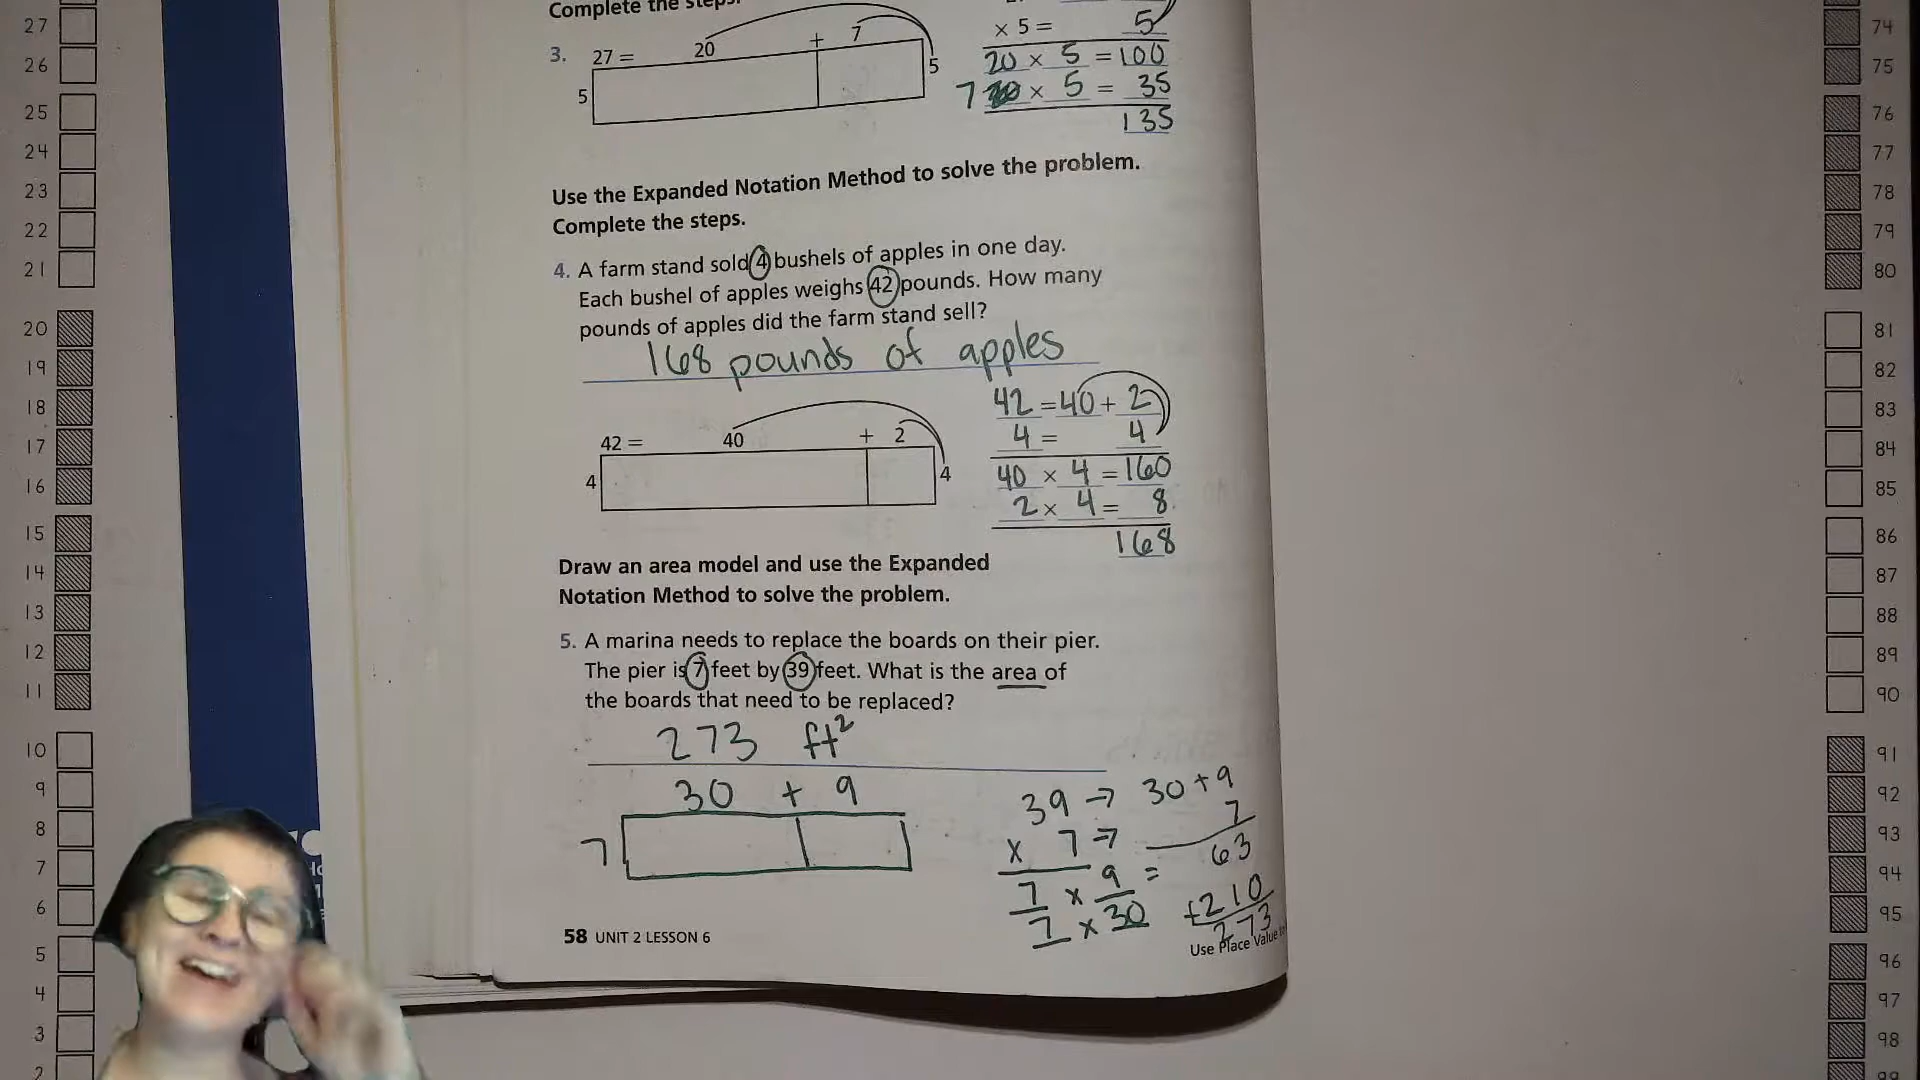 Complete the steps.
3. 27 = 20 + 7
5
5
× 5 = 5
20 × 5 = 100
7 × 5 = 35
135
Use the Expanded Notation Method to solve the problem.
Complete the steps.
4. A farm stand sold 4 bushels of apples in one day.
Each bushel of apples weighs 42 pounds. How many
pounds of apples did the farm stand sell?
168 pounds of apples
42 = 40 + 2
4
4
42 = 40 + 2
4 = 4
40 × 4 = 160
2 × 4 = 8
168
Draw an area model and use the Expanded
Notation Method to solve the problem.
5. A marina needs to replace the boards on their pier.
The pier is 7 feet by 39 feet. What is the area of
the boards that need to be replaced?
273 ft²
30 + 9
7
39 → 30 + 9
× 7 → 7
7 × 9 = 63
7 × 30 +210
273
58 UNIT 2 LESSON 6
Use Place Value
27
26
25
24
23
22
21
20
19
18
17
16
15
14
13
12
11
10
9
8
7
6
5
4
3
2
74
75
76
77
78
79
80
81
82
83
84
85
86
87
88
89
90
91
92
93
94
95
96
97
98